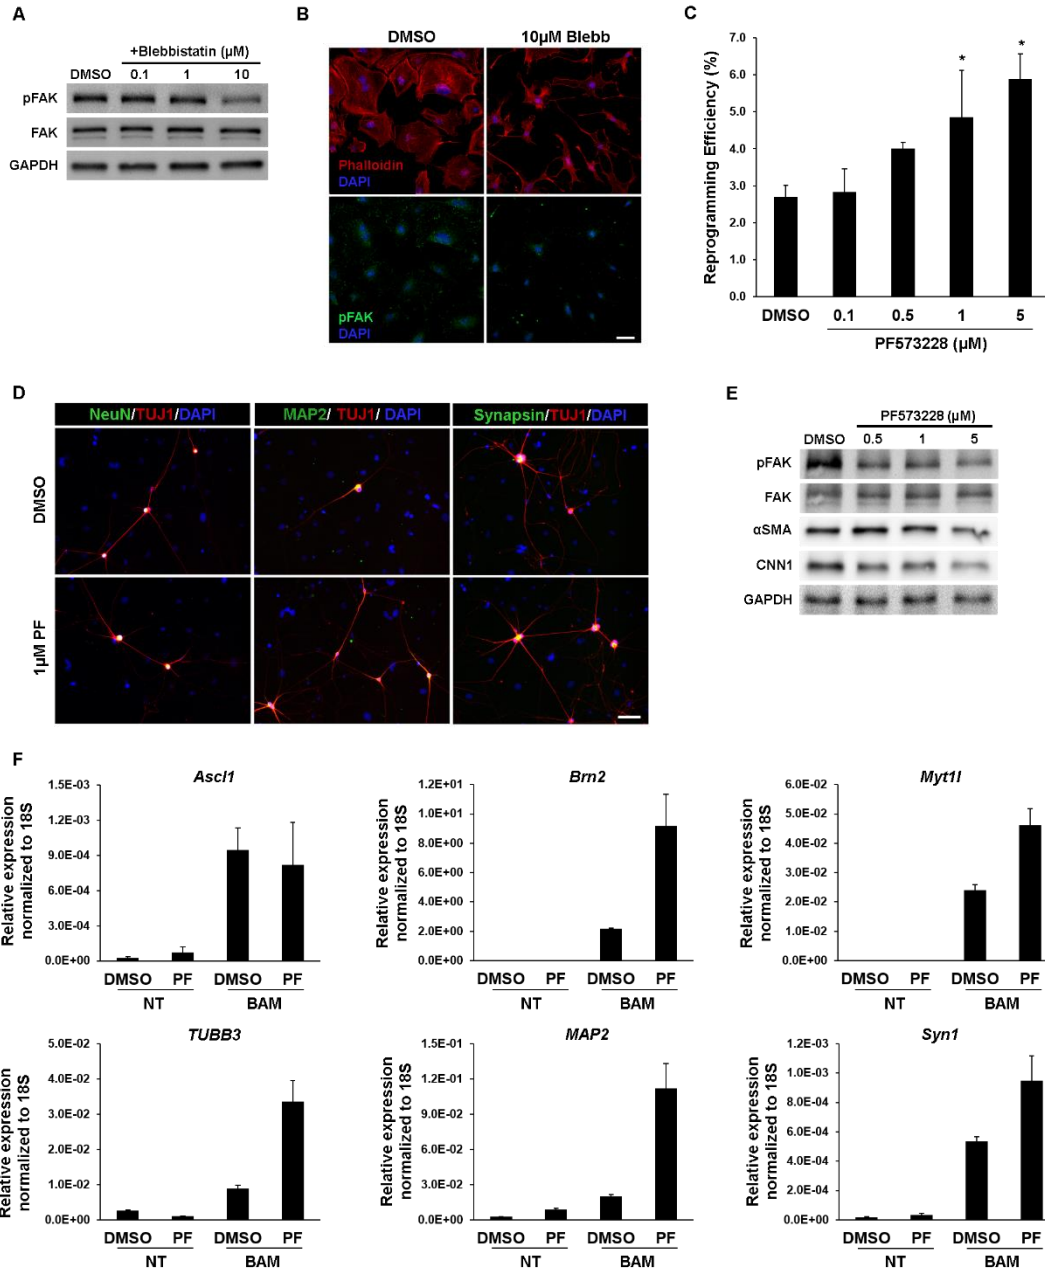 A
+Blebbistatin (µM)
DMSO 0.1 1 10
pFAK
FAK
GAPDH
B
DMSO 10µM Blebb
Phalloidin
DAPI
pFAK
DAPI
C
Reprogramming Efficiency (%)
7.0
6.0
5.0
4.0
3.0
2.0
1.0
0.0
* *
DMSO 0.1 0.5 1 5
PF573228 (µM)
D
NeuN/TUJ1/DAPI MAP2/ TUJ1/ DAPI Synapsin/TUJ1/DAPI
DMSO
1µM PF
E
PF573228 (µM)
DMSO 0.5 1 5
pFAK
FAK
αSMA
CNN1
GAPDH
F
Ascl1
Relative expression
normalized to 18S
1.5E-03
1.2E-03
9.0E-04
6.0E-04
3.0E-04
0.0E+00
DMSO PF DMSO PF
NT BAM
Brn2
Relative expression
normalized to 18S
1.2E+01
1.0E+01
8.0E+00
6.0E+00
4.0E+00
2.0E+00
0.0E+00
DMSO PF DMSO PF
NT BAM
Myt1l
Relative expression
normalized to 18S
6.0E-02
5.0E-02
4.0E-02
3.0E-02
2.0E-02
1.0E-02
0.0E+00
DMSO PF DMSO PF
NT BAM
TUBB3
Relative expression
normalized to 18S
5.0E-02
4.0E-02
3.0E-02
2.0E-02
1.0E-02
0.0E+00
DMSO PF DMSO PF
NT BAM
MAP2
Relative expression
normalized to 18S
1.5E-01
1.2E-01
9.0E-02
6.0E-02
3.0E-02
0.0E+00
DMSO PF DMSO PF
NT BAM
Syn1
Relative expression
normalized to 18S
1.2E-03
1.0E-03
8.0E-04
6.0E-04
4.0E-04
2.0E-04
0.0E+00
DMSO PF DMSO PF
NT BAM